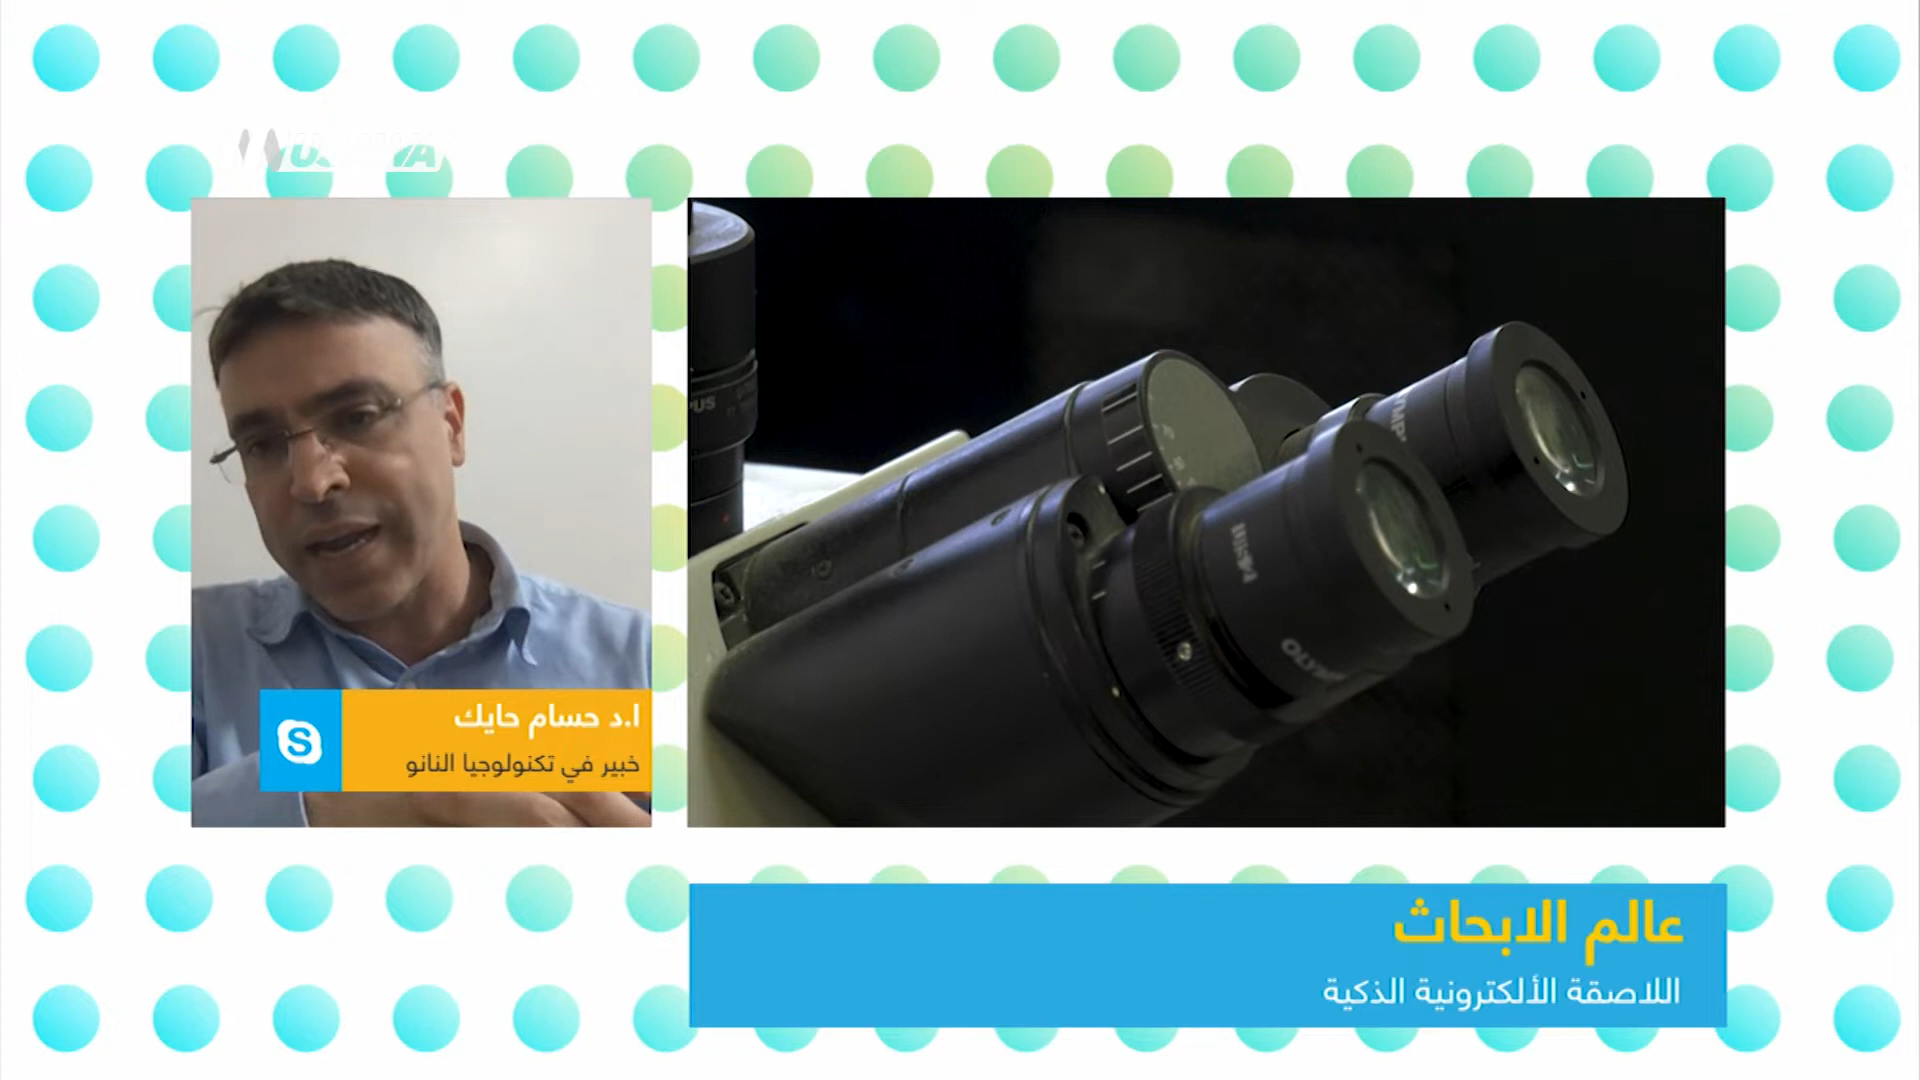 ا.د حسام حايك
خبير في تكنولوجيا النانو
عالم الابحاث
اللاصقة الألكترونية الذكية